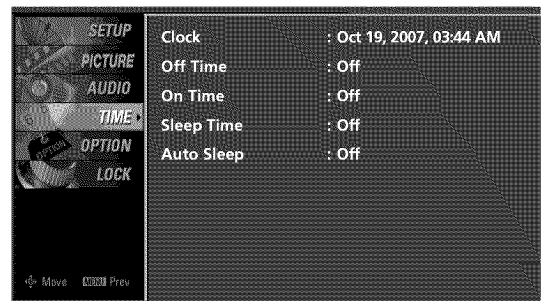 SETUP
PICTURE
AUDIO
TIME
OPTION
OPTION
LOCK
Clock : Oct 19, 2007, 03:44 AM
Off Time : Off
On Time : Off
Sleep Time : Off
Auto Sleep : Off
Move MENU Prev